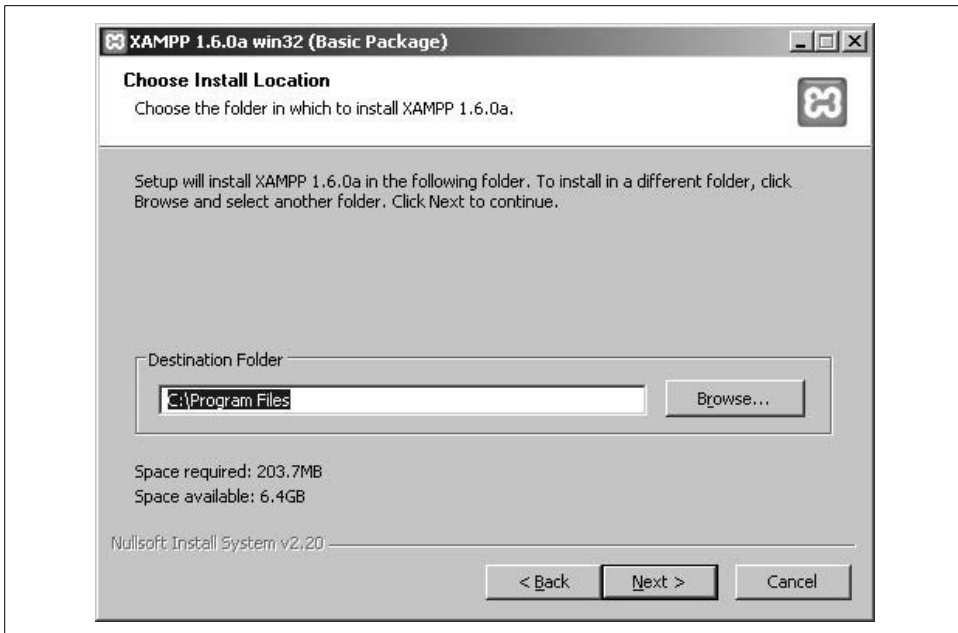 XAMPP 1.6.0a win32 (Basic Package)
Choose Install Location
Choose the folder in which to install XAMPP 1.6.0a.
Setup will install XAMPP 1.6.0a in the following folder. To install in a different folder, click
Browse and select another folder. Click Next to continue.
Destination Folder
C:\Program Files
Browse...
Space required: 203.7MB
Space available: 6.4GB
Nullsoft Install System v2.20
< Back
Next >
Cancel